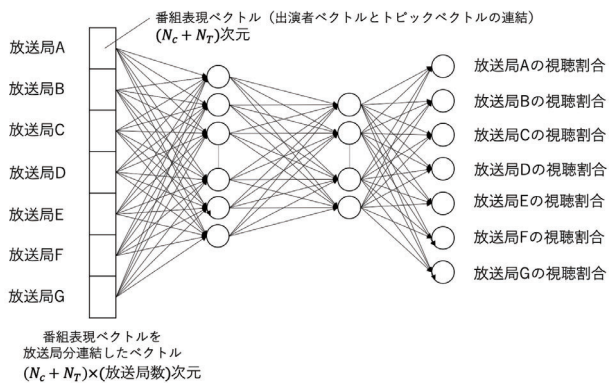 番組表現ベクトル（出演者ベクトルとトピックベクトルの連結）
(N_c + N_T)次元
放送局A
放送局B
放送局C
放送局D
放送局E
放送局F
放送局G
放送局Aの視聴割合
放送局Bの視聴割合
放送局Cの視聴割合
放送局Dの視聴割合
放送局Eの視聴割合
放送局Fの視聴割合
放送局Gの視聴割合
番組表現ベクトルを
放送局分連結したベクトル
(N_c + N_T)×(放送局数)次元